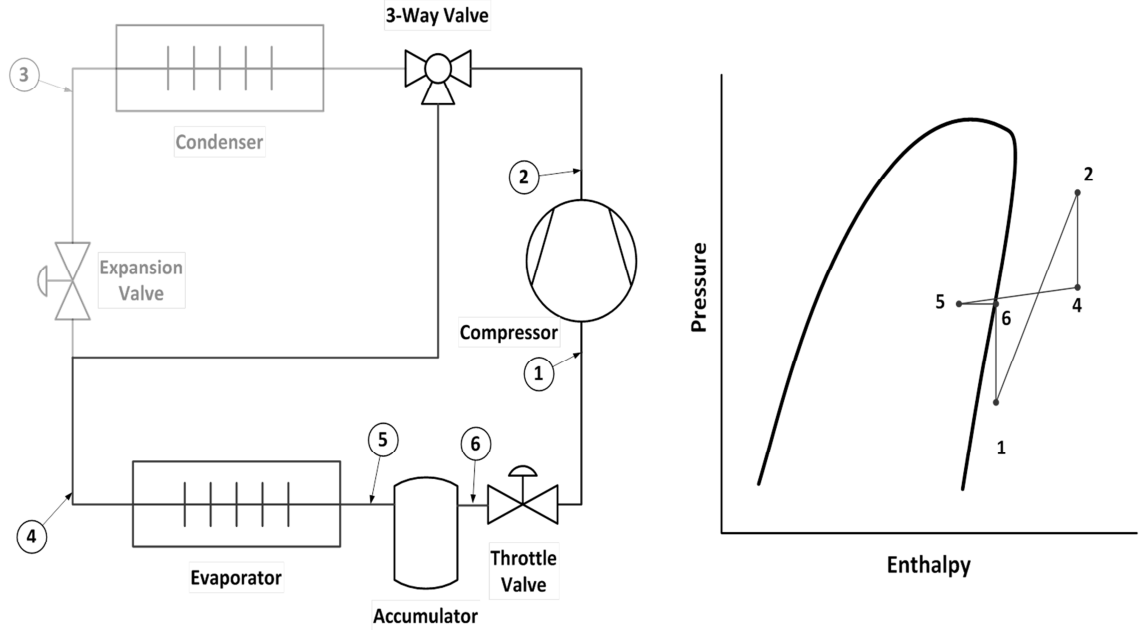 3-Way Valve
3
Condenser
2
Expansion
Valve
Compressor
1
5
6
4
Evaporator
Accumulator
Throttle
Valve
Pressure
2
5
6
4
1
Enthalpy